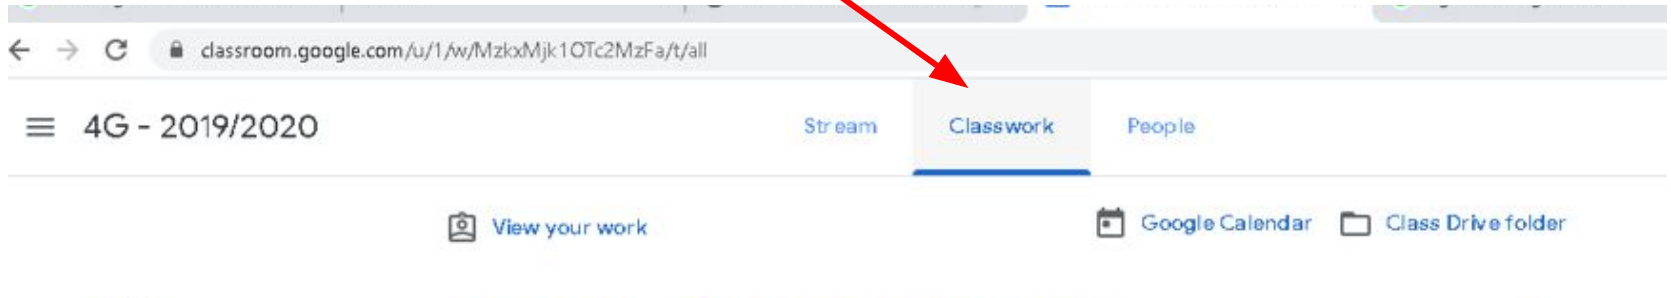 classroom.google.com/u/1/w/MzkxMjk1OTc2MzFa/t/all
4G - 2019/2020 Stream Classwork People
View your work Google Calendar Class Drive folder